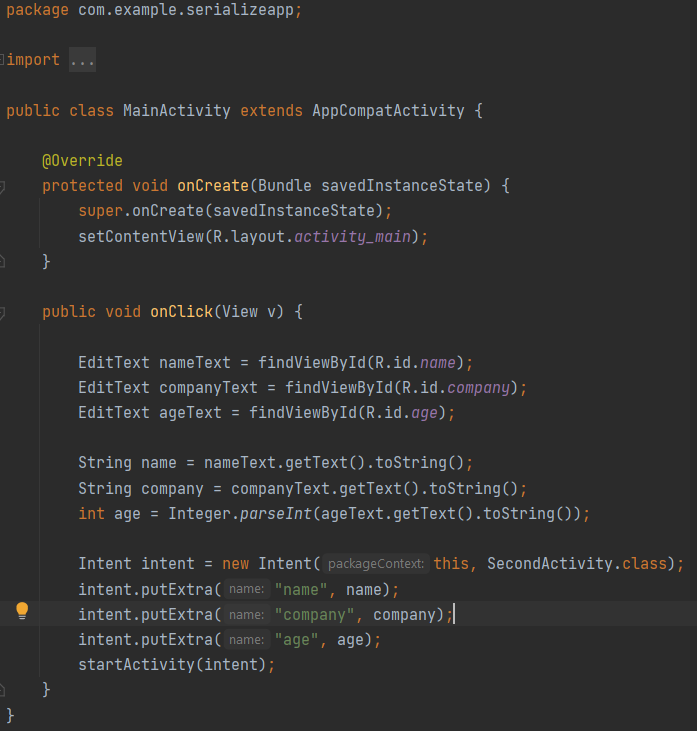 package com.example.serializeapp;
import ...
public class MainActivity extends AppCompatActivity {
@Override
protected void onCreate(Bundle savedInstanceState) {
super.onCreate(savedInstanceState);
setContentView(R.layout.activity_main);
}
public void onClick(View v) {
EditText nameText = findViewById(R.id.name);
EditText companyText = findViewById(R.id.company);
EditText ageText = findViewById(R.id.age);
String name = nameText.getText().toString();
String company = companyText.getText().toString();
int age = Integer.parseInt(ageText.getText().toString());
Intent intent = new Intent( packageContext: this, SecondActivity.class);
intent.putExtra( name: "name", name);
intent.putExtra( name: "company", company);
intent.putExtra( name: "age", age);
startActivity(intent);
}
}